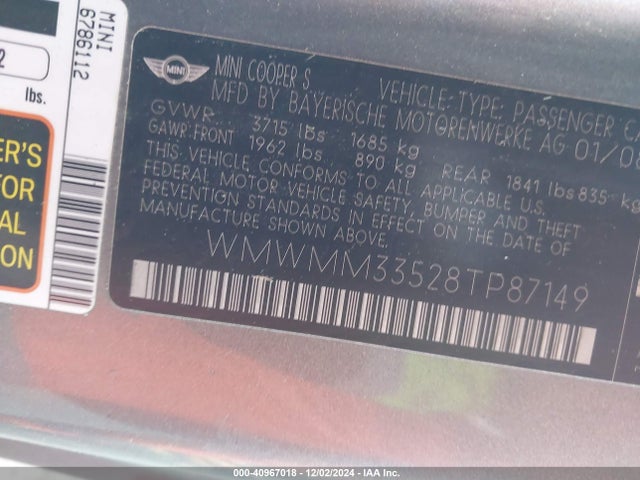 MINI
6786112
2
lbs.
ER'S
TOR
AL
ON
MINI
MINI COOPER S
VEHICLE: TYPE: PASSENGER
MFD BY BAYERISCHE MOTORENWERKE AG 01/0
GVWR 3715 lbs 1685 kg
GAWR:FRONT 1962 lbs 890 kg REAR 1841 lbs 835 kg
THIS VEHICLE CONFORMS TO ALL APPLICABLE U.S.
FEDERAL MOTOR VEHICLE SAFETY, BUMPER AND THEFT
PREVENTION STANDARDS IN EFFECT ON THE DATE OF
MANUFACTURE SHOWN ABOVE.
WMWMM33528TP87149
000-40967018 - 12/02/2024 - IAA Inc.